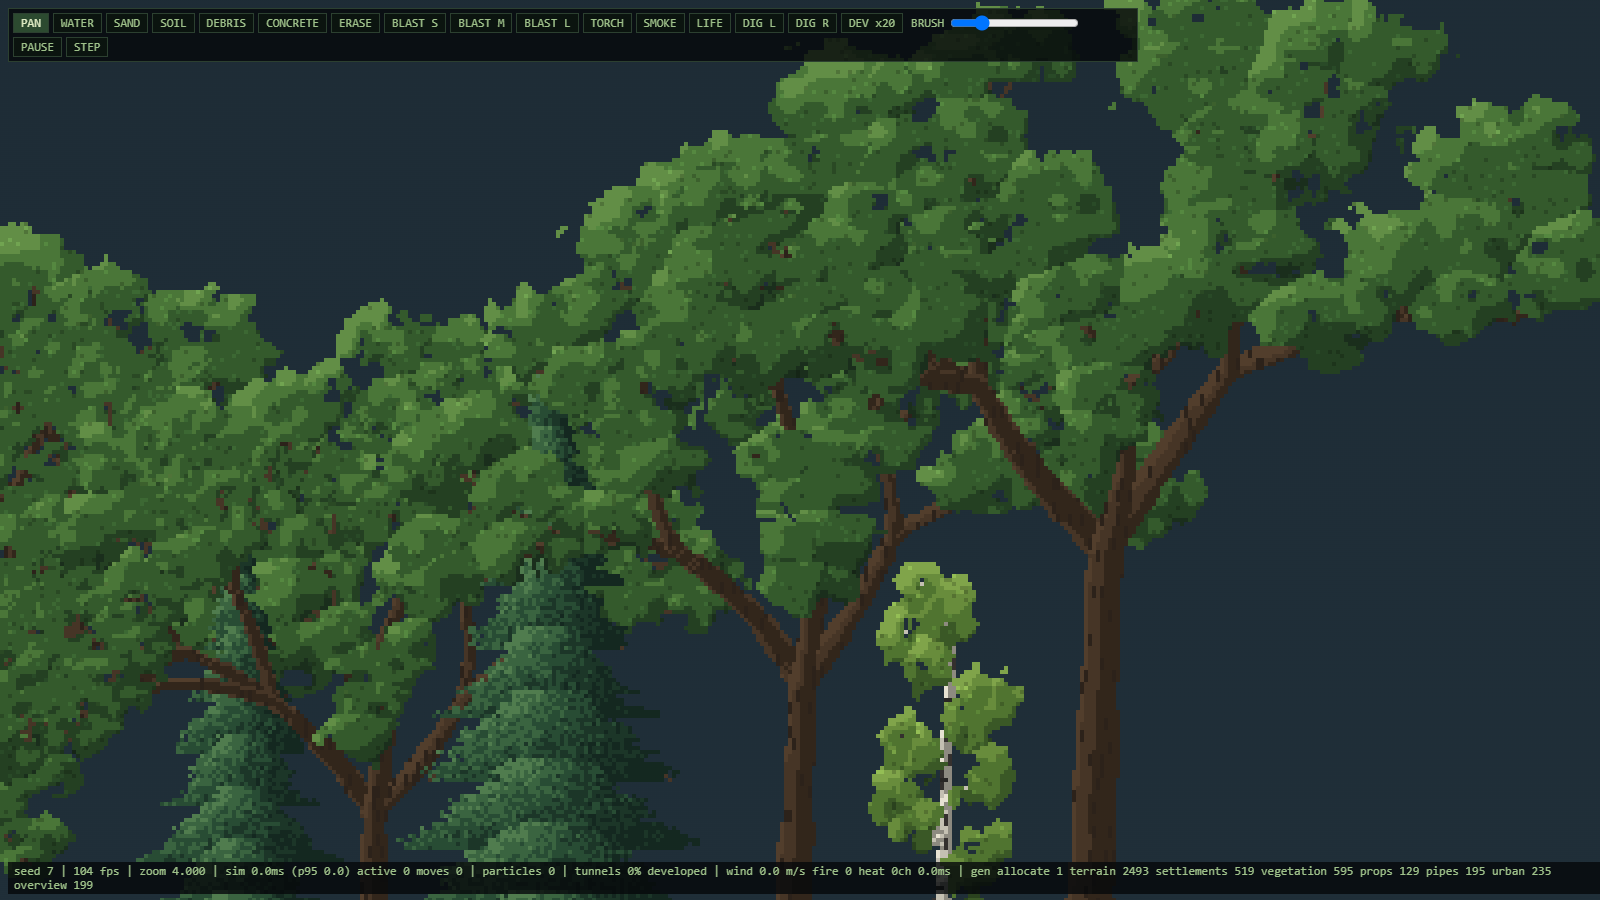 PAN WATER SAND SOIL DEBRIS CONCRETE ERASE BLAST S BLAST M BLAST L TORCH SMOKE LIFE DIG L DIG R DEV x20 BRUSH
PAUSE STEP
seed 7 | 104 fps | zoom 4.000 | sim 0.0ms (p95 0.0) active 0 moves 0 | particles 0 | tunnels 0% developed | wind 0.0 m/s fire 0 heat 0ch 0.0ms | gen allocate 1 terrain 2493 settlements 519 vegetation 595 props 129 pipes 195 urban 235
overview 199